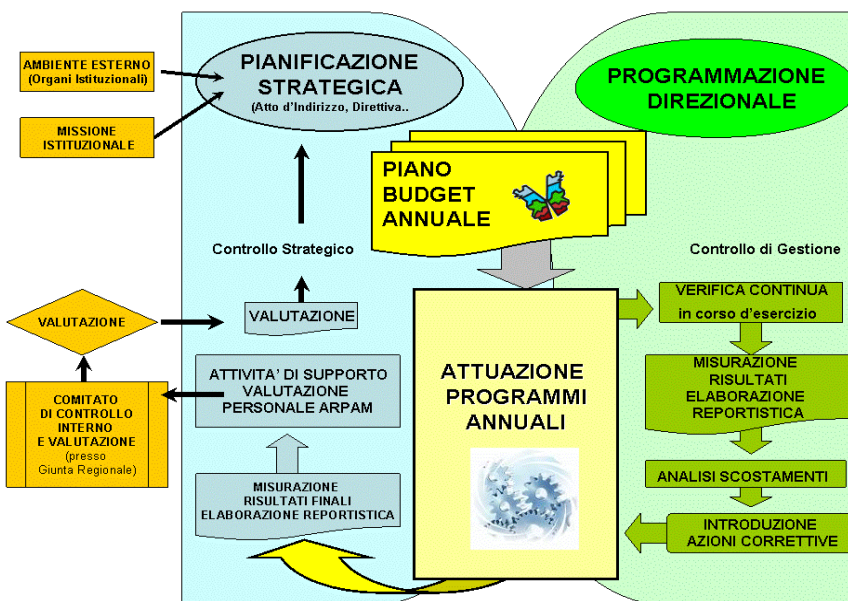 AMBIENTE ESTERNO
(Organi Istituzionali)
MISSIONE
ISTITUZIONALE
PIANIFICAZIONE
STRATEGICA
(Atto d'Indirizzo, Direttiva..
PROGRAMMAZIONE
DIREZIONALE
PIANO
BUDGET
ANNUALE
Controllo Strategico
Controllo di Gestione
VALUTAZIONE
VALUTAZIONE
ATTIVITA' DI SUPPORTO
VALUTAZIONE
PERSONALE ARPAM
COMITATO
DI CONTROLLO
INTERNO
E VALUTAZIONE
(presso
Giunta Regionale)
MISURAZIONE
RISULTATI FINALI
ELABORAZIONE REPORTISTICA
ATTUAZIONE
PROGRAMMI
ANNUALI
VERIFICA CONTINUA
in corso d'esercizio
MISURAZIONE
RISULTATI
ELABORAZIONE
REPORTISTICA
ANALISI SCOSTAMENTI
INTRODUZIONE
AZIONI CORRETTIVE